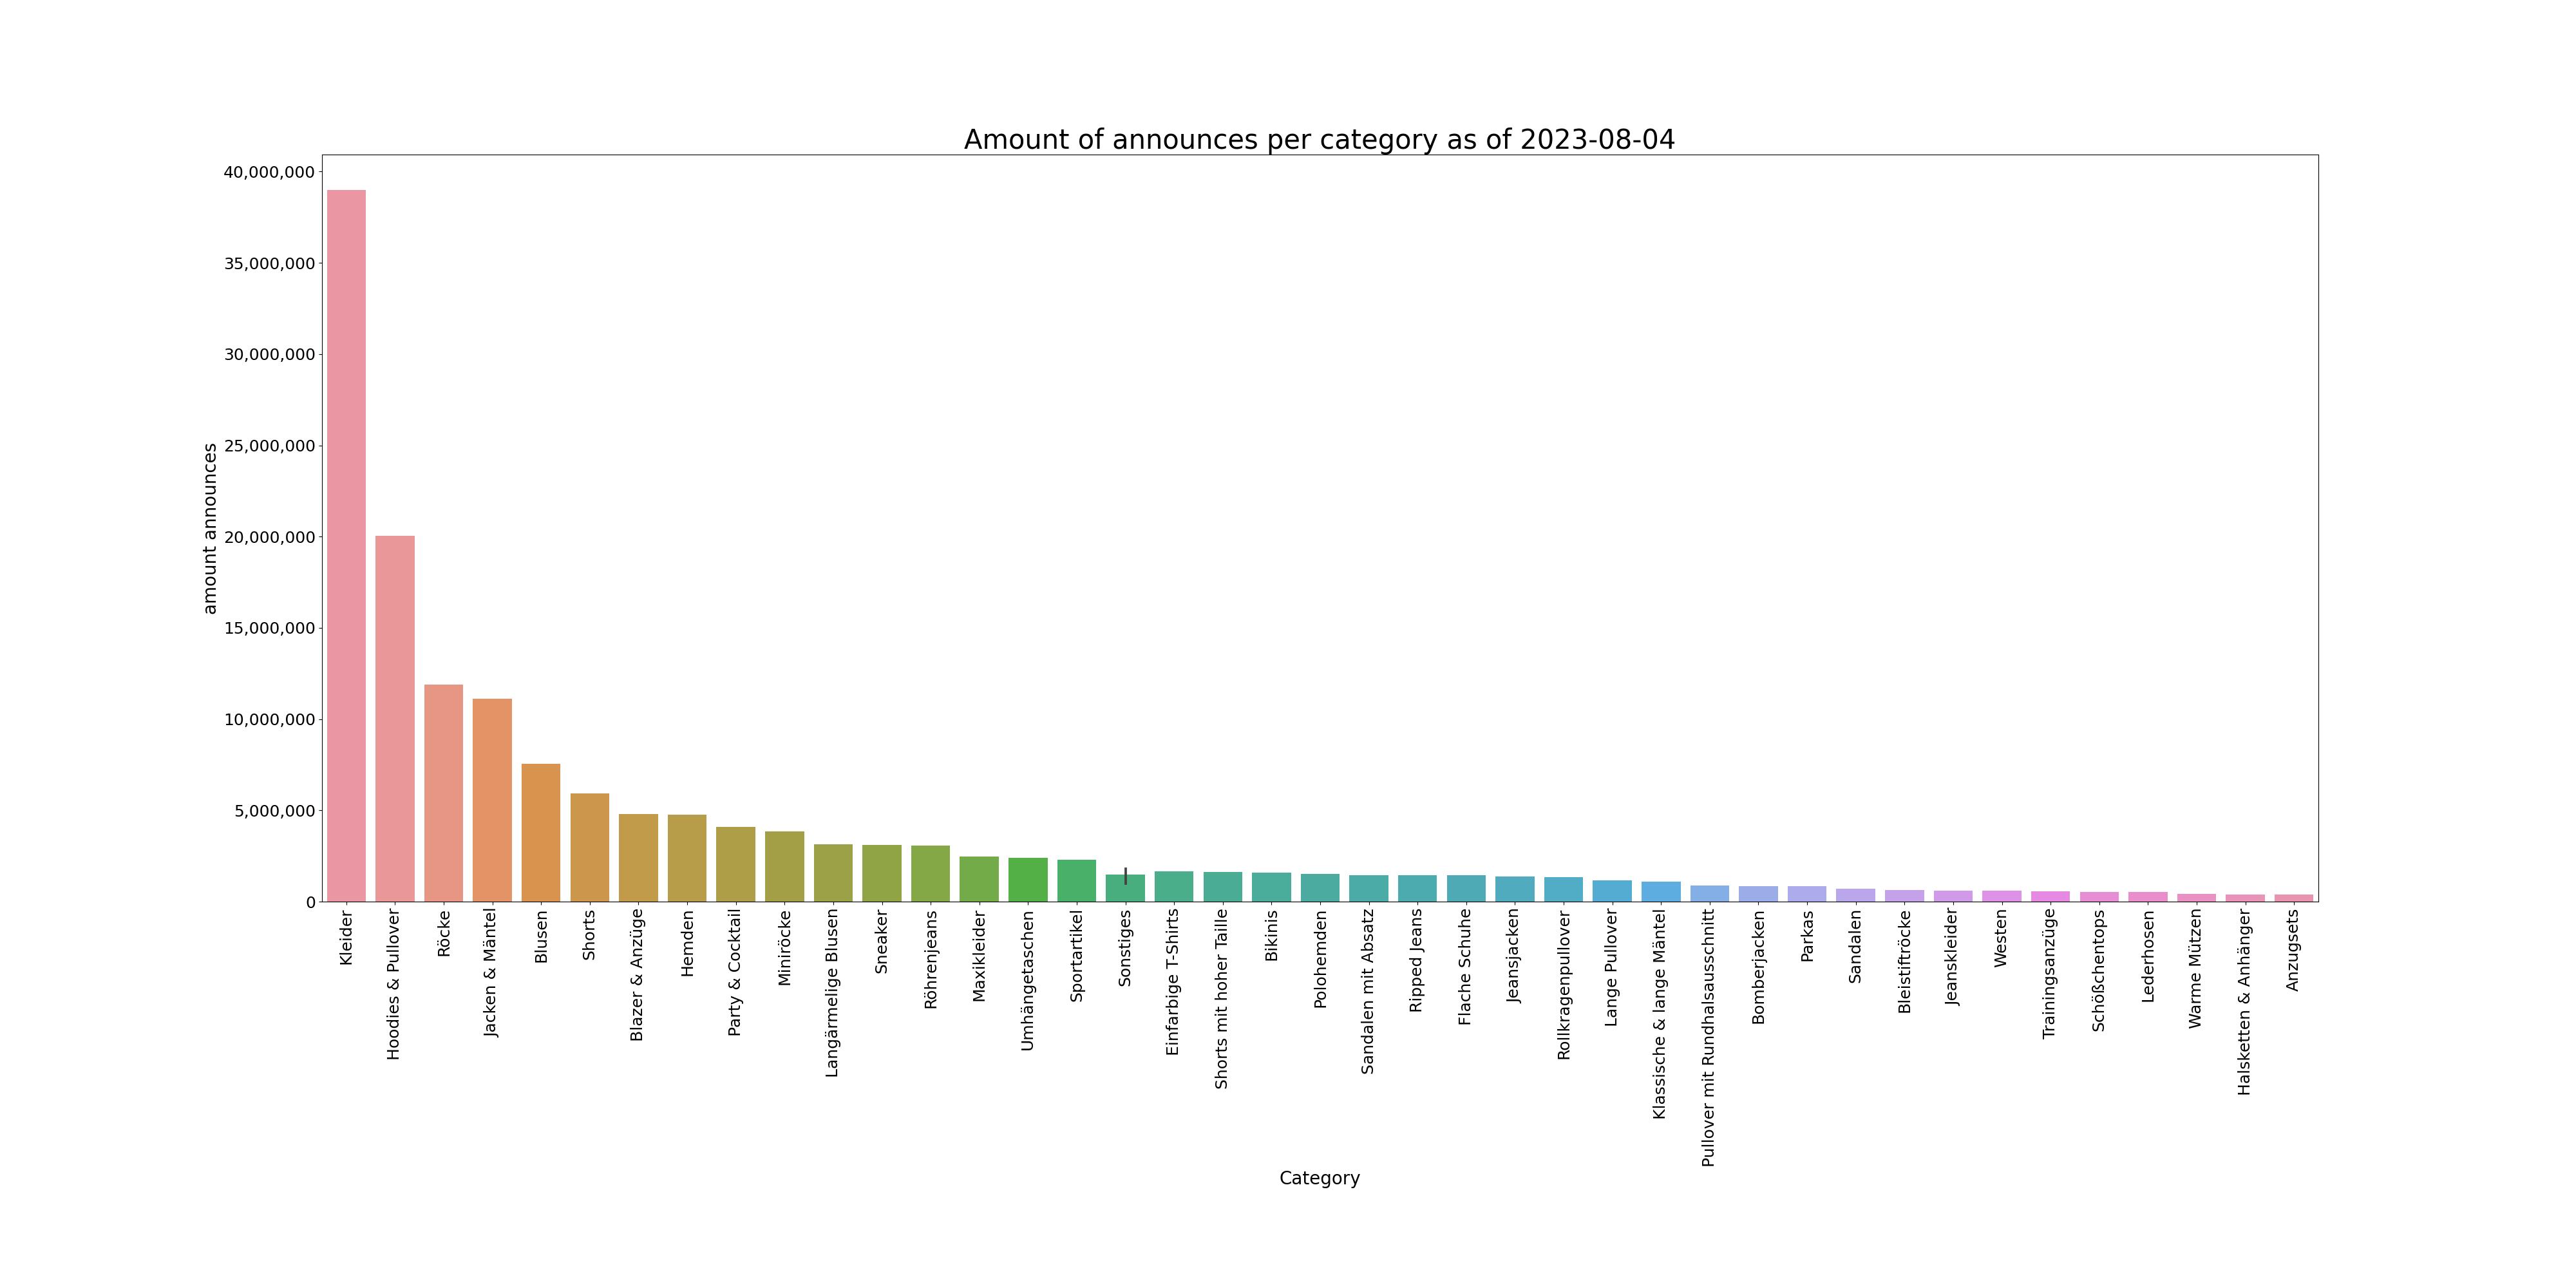 Amount of announces per category as of 2023-08-04
40,000,000
35,000,000
30,000,000
25,000,000
20,000,000
15,000,000
10,000,000
5,000,000
0
amount announces
Kleider
Hoodies & Pullover
Röcke
Jacken & Mäntel
Blusen
Shorts
Blazer & Anzüge
Hemden
Party & Cocktail
Miniröcke
Langärmelige Blusen
Sneaker
Röhrenjeans
Maxikleider
Umhängetaschen
Sportartikel
Sonstiges
Einfarbige T-Shirts
Shorts mit hoher Taille
Bikinis
Polohemden
Sandalen mit Absatz
Ripped Jeans
Flache Schuhe
Jeansjacken
Rollkragenpullover
Lange Pullover
Klassische & lange Mäntel
Pullover mit Rundhalsausschnitt
Bomberjacken
Parkas
Sandalen
Bleistiftröcke
Jeanskleider
Westen
Trainingsanzüge
Schößchentops
Lederhosen
Warme Mützen
Halsketten & Anhänger
Anzugsets
Category